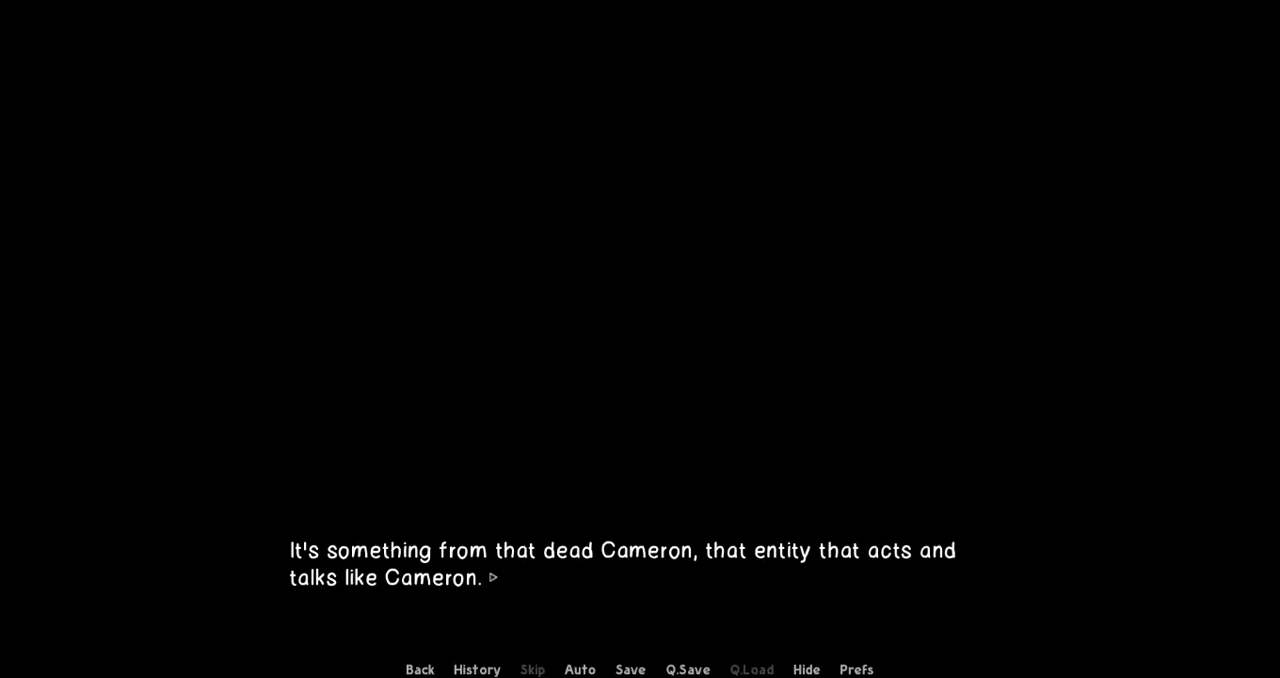 It's something from that dead Cameron, that entity that acts and
talks like Cameron.
Back History Skip Auto Save Q.Save Q.Load Hide Prefs